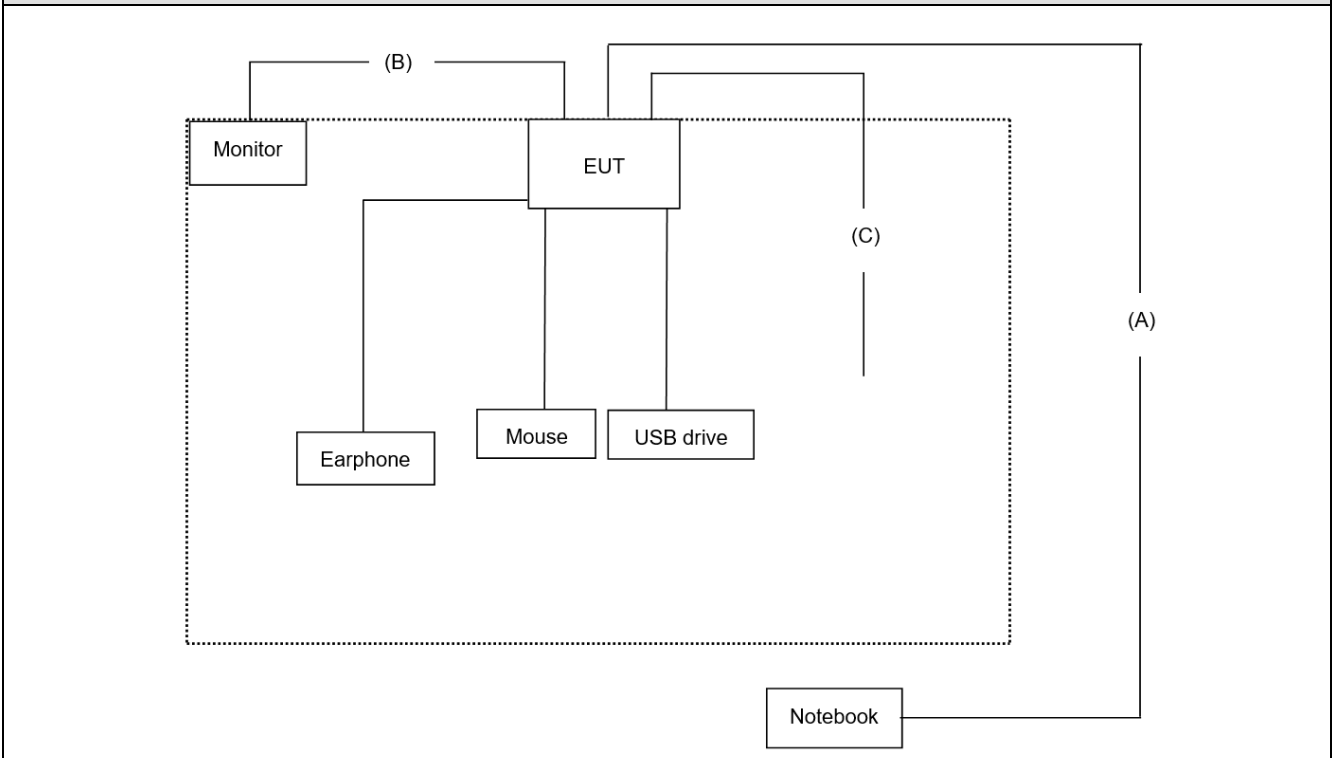 (B)
Monitor
EUT
(C)
(A)
Mouse
USB drive
Earphone
Notebook